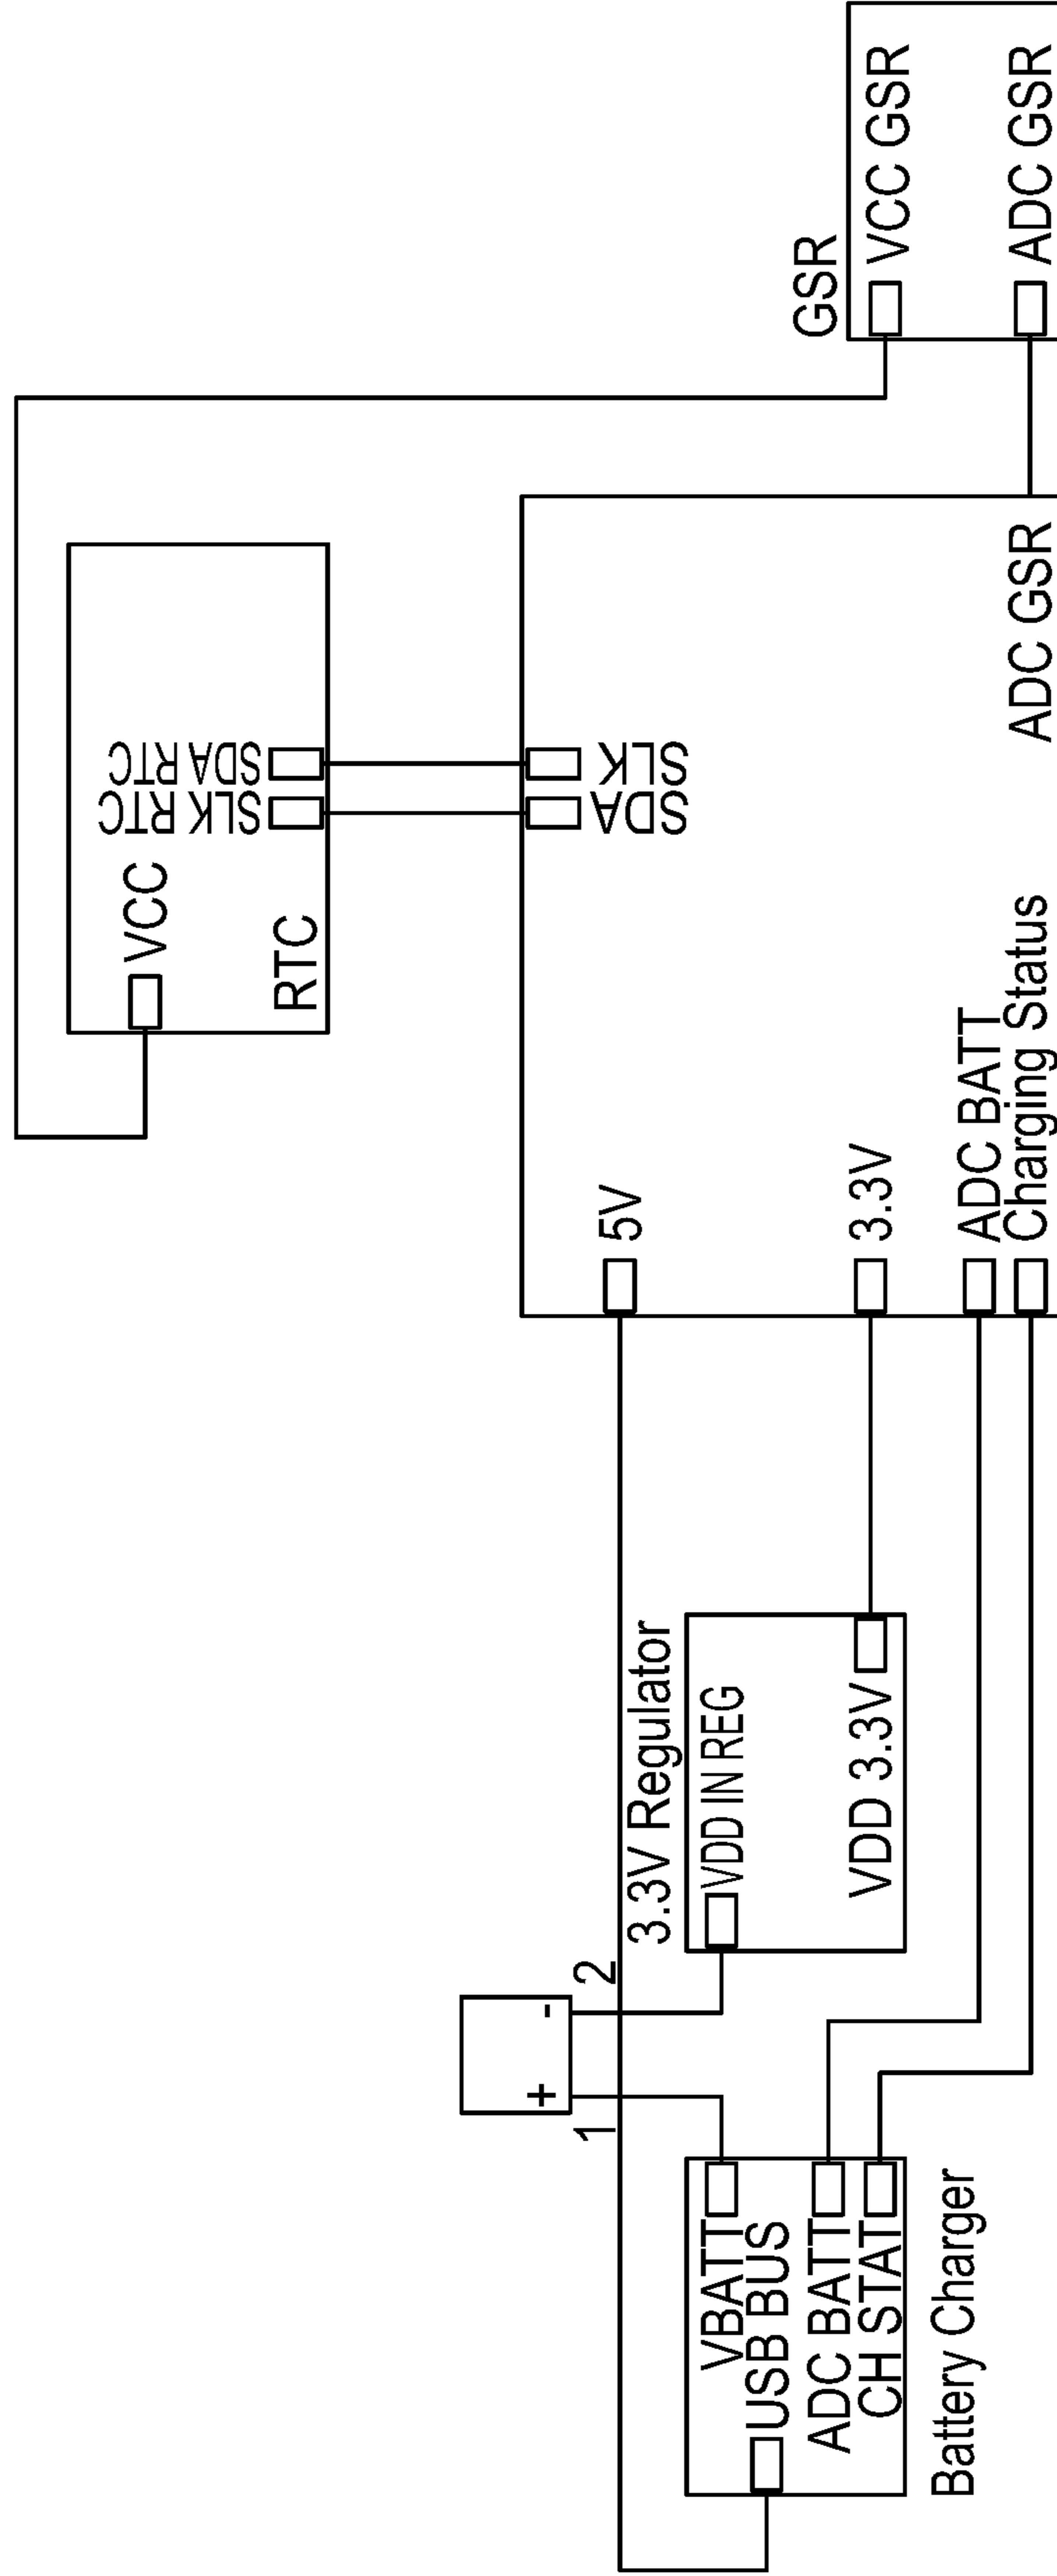 VCC
SLK RTC
SDA RTC
RTC
GSR
VCC GSR
ADC GSR
1
+
-
2
5V
SDA
SLK
3.3V Regulator
VBATT
USB BUS
ADC BATT
CH STAT
Battery Charger
VDD IN REG
VDD 3.3V
3.3V
ADC BATT
Charging Status
ADC GSR